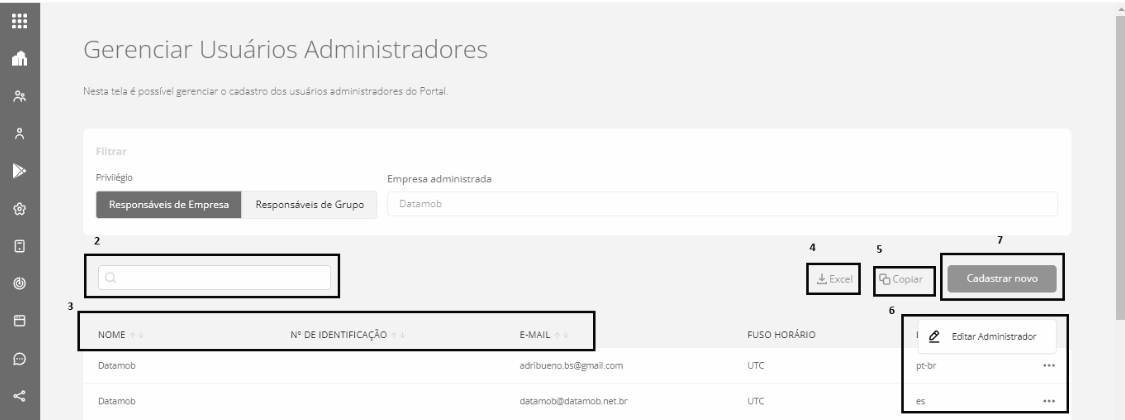 Gerenciar Usuários Administradores
Nesta tela é possível gerenciar o cadastro dos usuários administradores do Portal.
Filtrar
Privilégio
Empresa administrada
Responsáveis de Empresa
Responsáveis de Grupo
Datamob
2
4
5
7
Excel
Copiar
Cadastrar novo
3
6
NOME ↑↓ Nº DE IDENTIFICAÇÃO ↑↓ E-MAIL ↑↓ FUSO HORÁRIO
Editar Administrador
Datamob adribueno.bs@gmail.com UTC pt-br •••
Datamob datamob@datamob.net.br UTC es •••